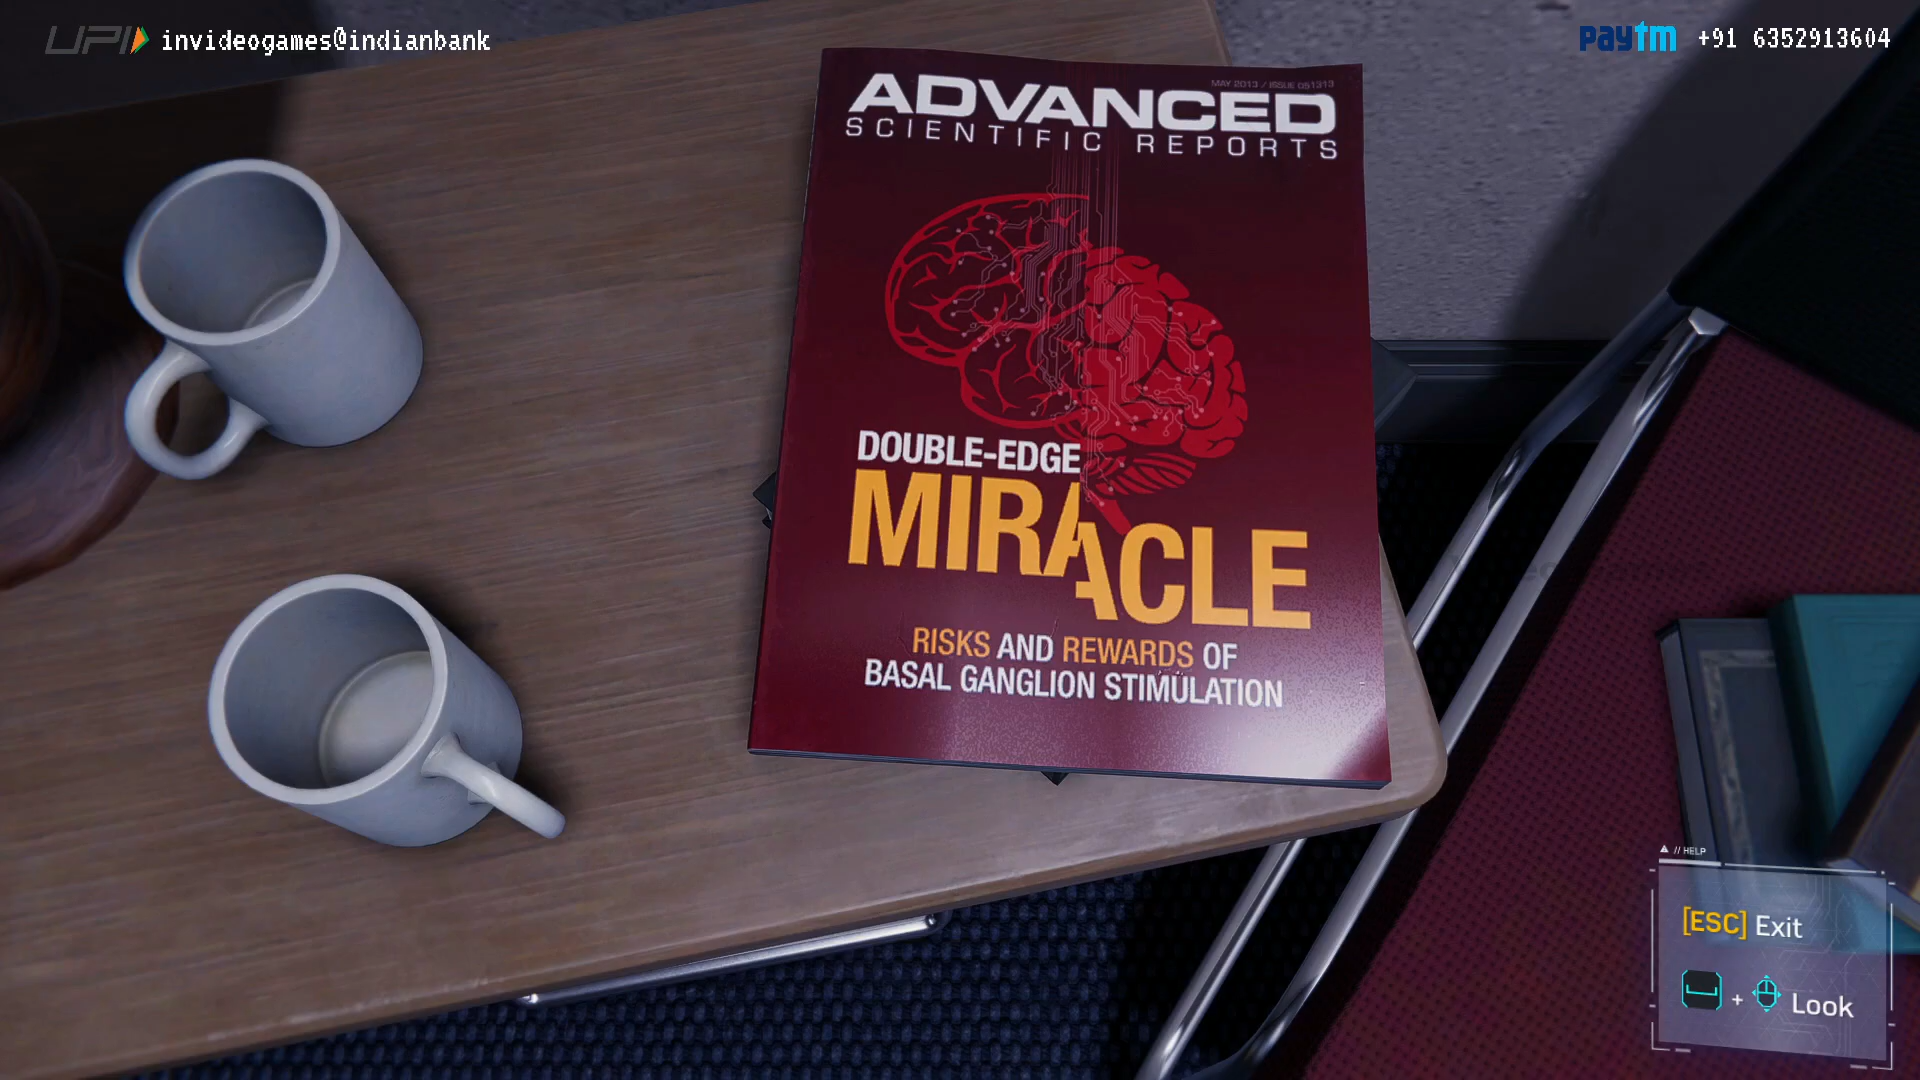 UPI invideogames@indianbank
paytm +91 6352913604
MAY 2013 / ISSUE 051313
ADVANCED
SCIENTIFIC REPORTS
DOUBLE-EDGE
MIRACLE
RISKS AND REWARDS OF
BASAL GANGLION STIMULATION
// HELP
[ESC] Exit
+ Look